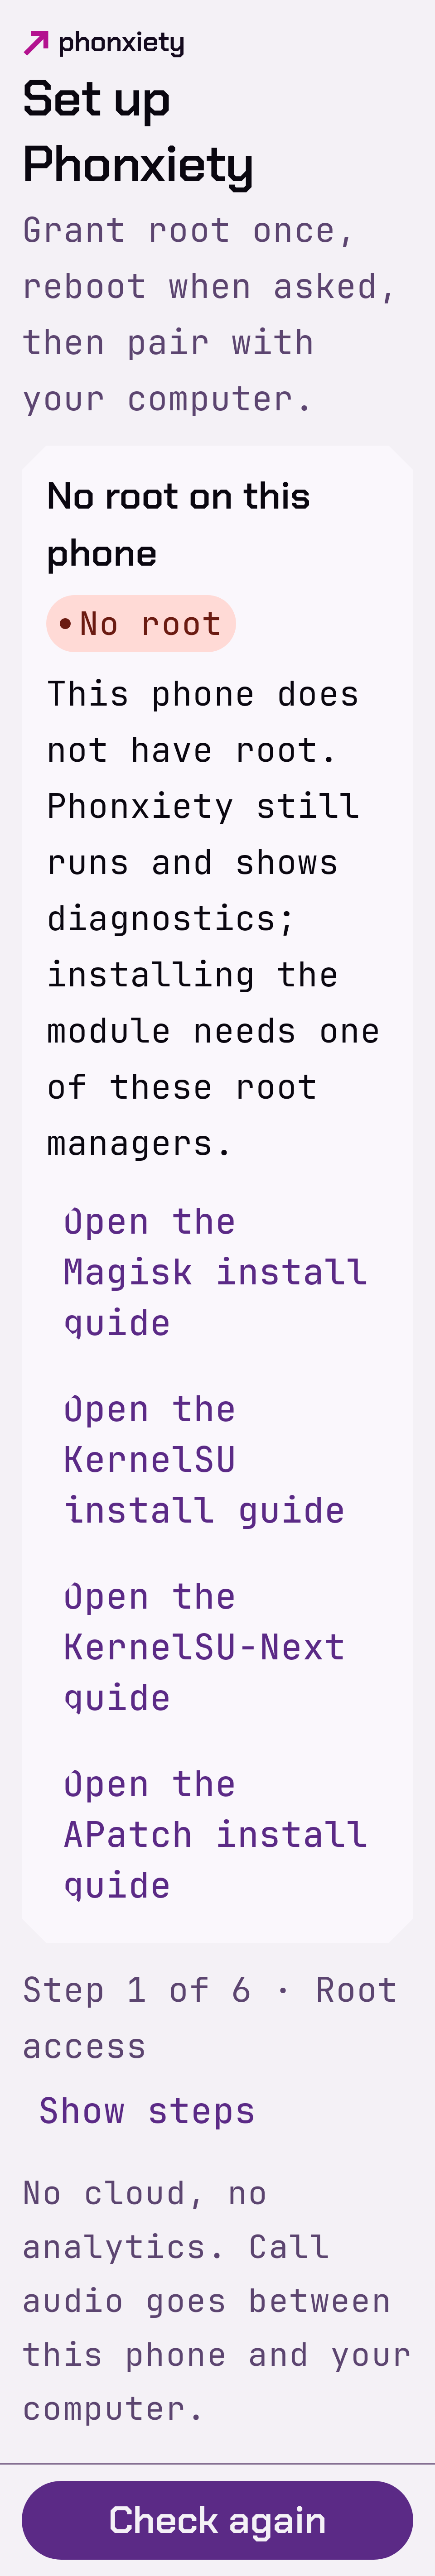 phonxiety
Set up
Phonxiety
Grant root once,
reboot when asked,
then pair with
your computer.
No root on this
phone
• No root
This phone does
not have root.
Phonxiety still
runs and shows
diagnostics;
installing the
module needs one
of these root
managers.
Open the
Magisk install
guide
Open the
KernelSU
install guide
Open the
KernelSU-Next
guide
Open the
APatch install
guide
Step 1 of 6 · Root
access
Show steps
No cloud, no
analytics. Call
audio goes between
this phone and your
computer.
Check again